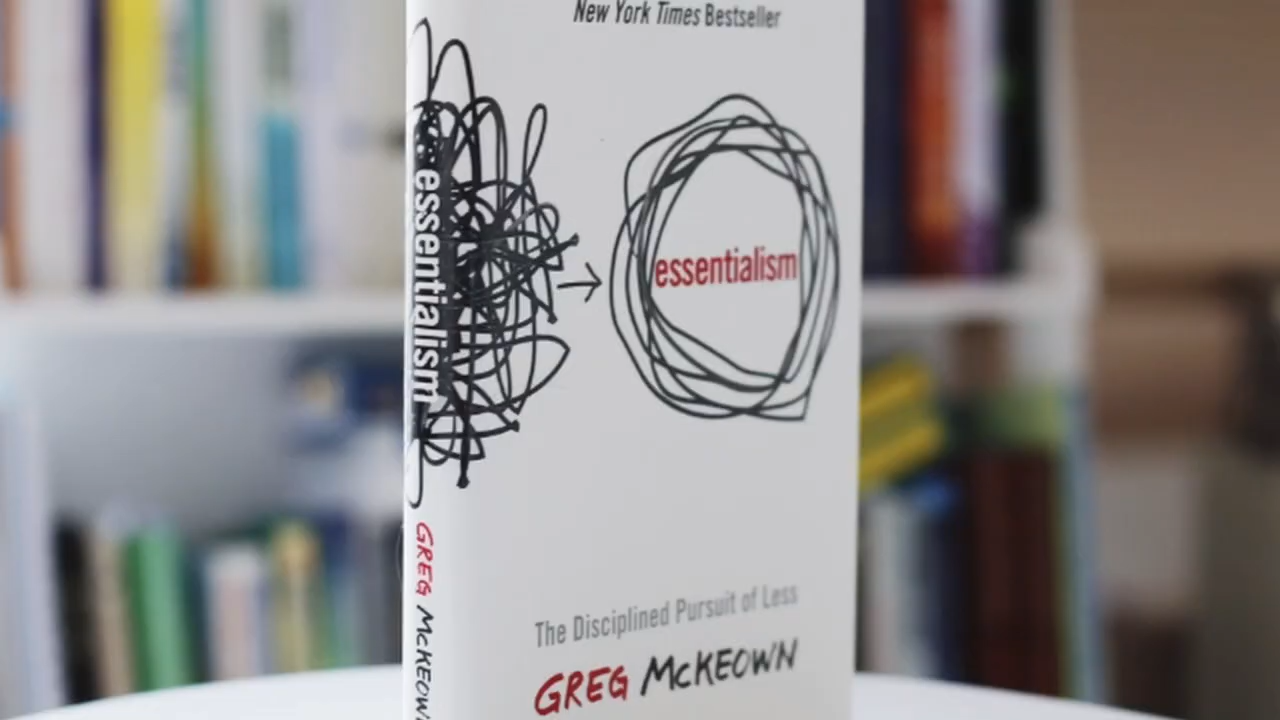 New York Times Bestseller
essentialism
essentialism
The Disciplined Pursuit of Less
GREG McKEOWN
GREG McKEOWN